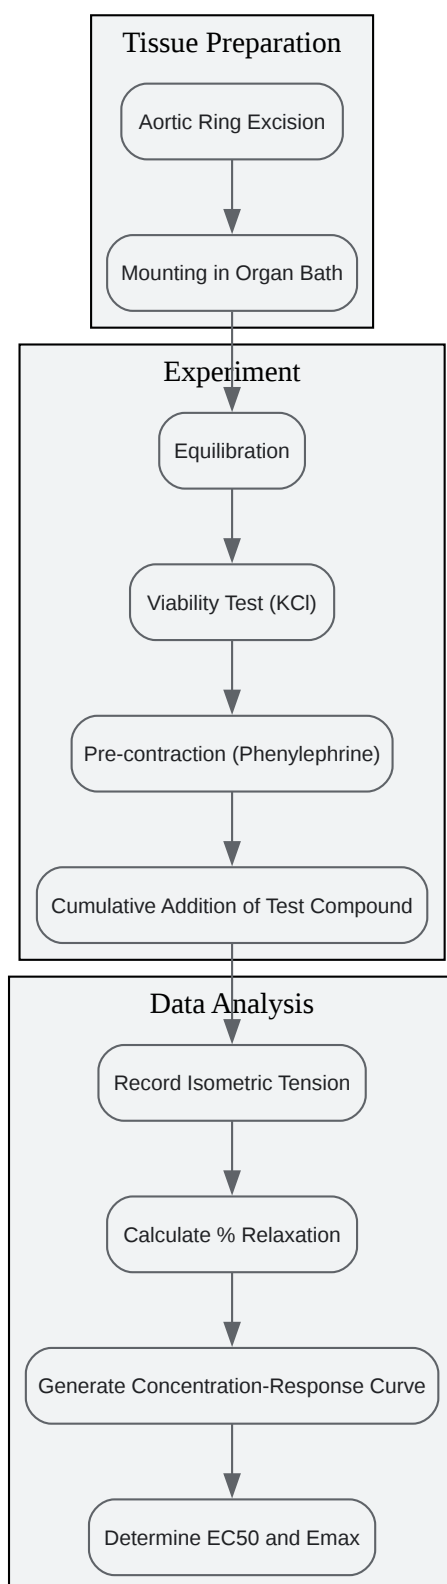 Tissue Preparation
Aortic Ring Excision
Mounting in Organ Bath
Experiment
Equilibration
Viability Test (KCl)
Pre-contraction (Phenylephrine)
Cumulative Addition of Test Compound
Data Analysis
Record Isometric Tension
Calculate % Relaxation
Generate Concentration-Response Curve
Determine EC50 and Emax